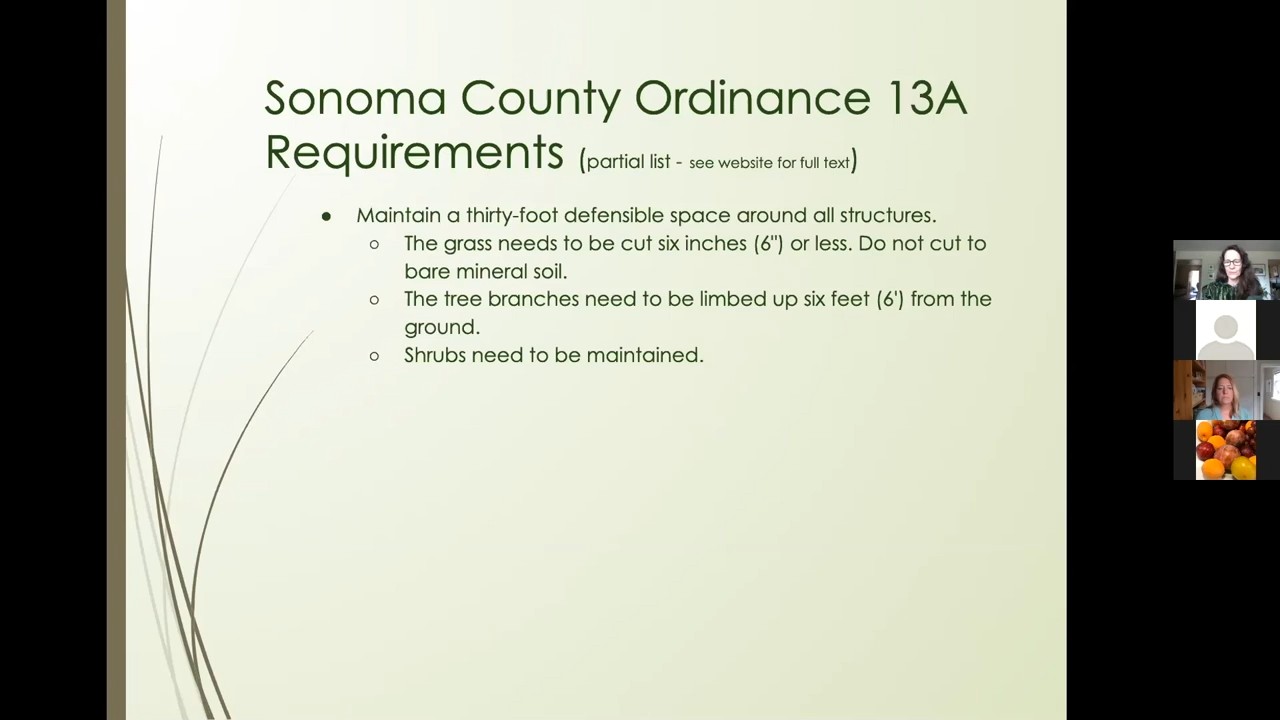 Sonoma County Ordinance 13A
Requirements (partial list - see website for full text)
● Maintain a thirty-foot defensible space around all structures.
○ The grass needs to be cut six inches (6") or less. Do not cut to
bare mineral soil.
○ The tree branches need to be limbed up six feet (6') from the
ground.
○ Shrubs need to be maintained.